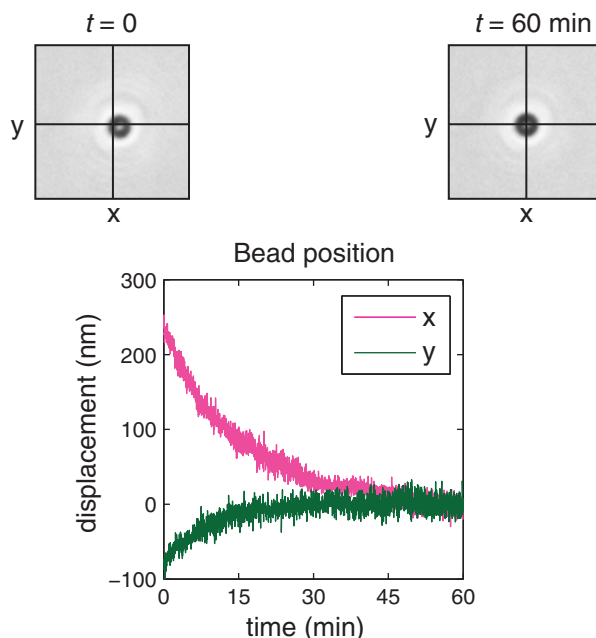 t = 0
t = 60 min
y
y
x
x
Bead position
300
200
100
0
−100
displacement (nm)
x
y
0
15
30
45
60
time (min)